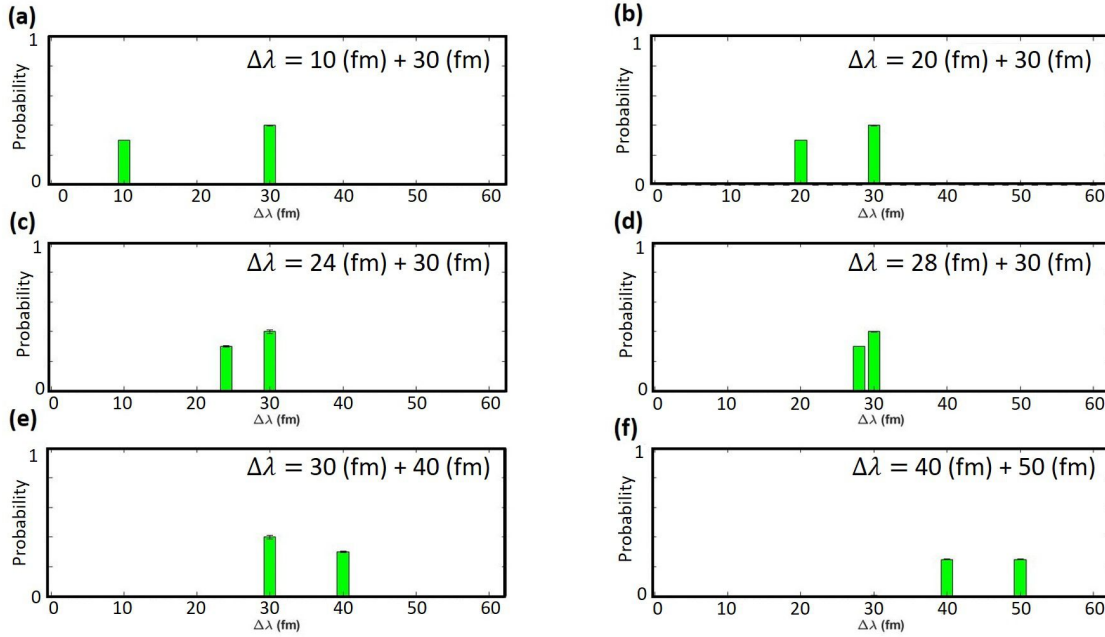 (a)
1
Δλ = 10 (fm) + 30 (fm)
Probability
0
0 10 20 30 40 50 60
Δλ (fm)
(b)
1
Δλ = 20 (fm) + 30 (fm)
Probability
0
0 10 20 30 40 50 60
Δλ (fm)
(c)
1
Δλ = 24 (fm) + 30 (fm)
Probability
0
0 10 20 30 40 50 60
Δλ (fm)
(d)
1
Δλ = 28 (fm) + 30 (fm)
Probability
0
0 10 20 30 40 50 60
Δλ (fm)
(e)
1
Δλ = 30 (fm) + 40 (fm)
Probability
0
0 10 20 30 40 50 60
Δλ (fm)
(f)
1
Δλ = 40 (fm) + 50 (fm)
Probability
0
0 10 20 30 40 50 60
Δλ (fm)